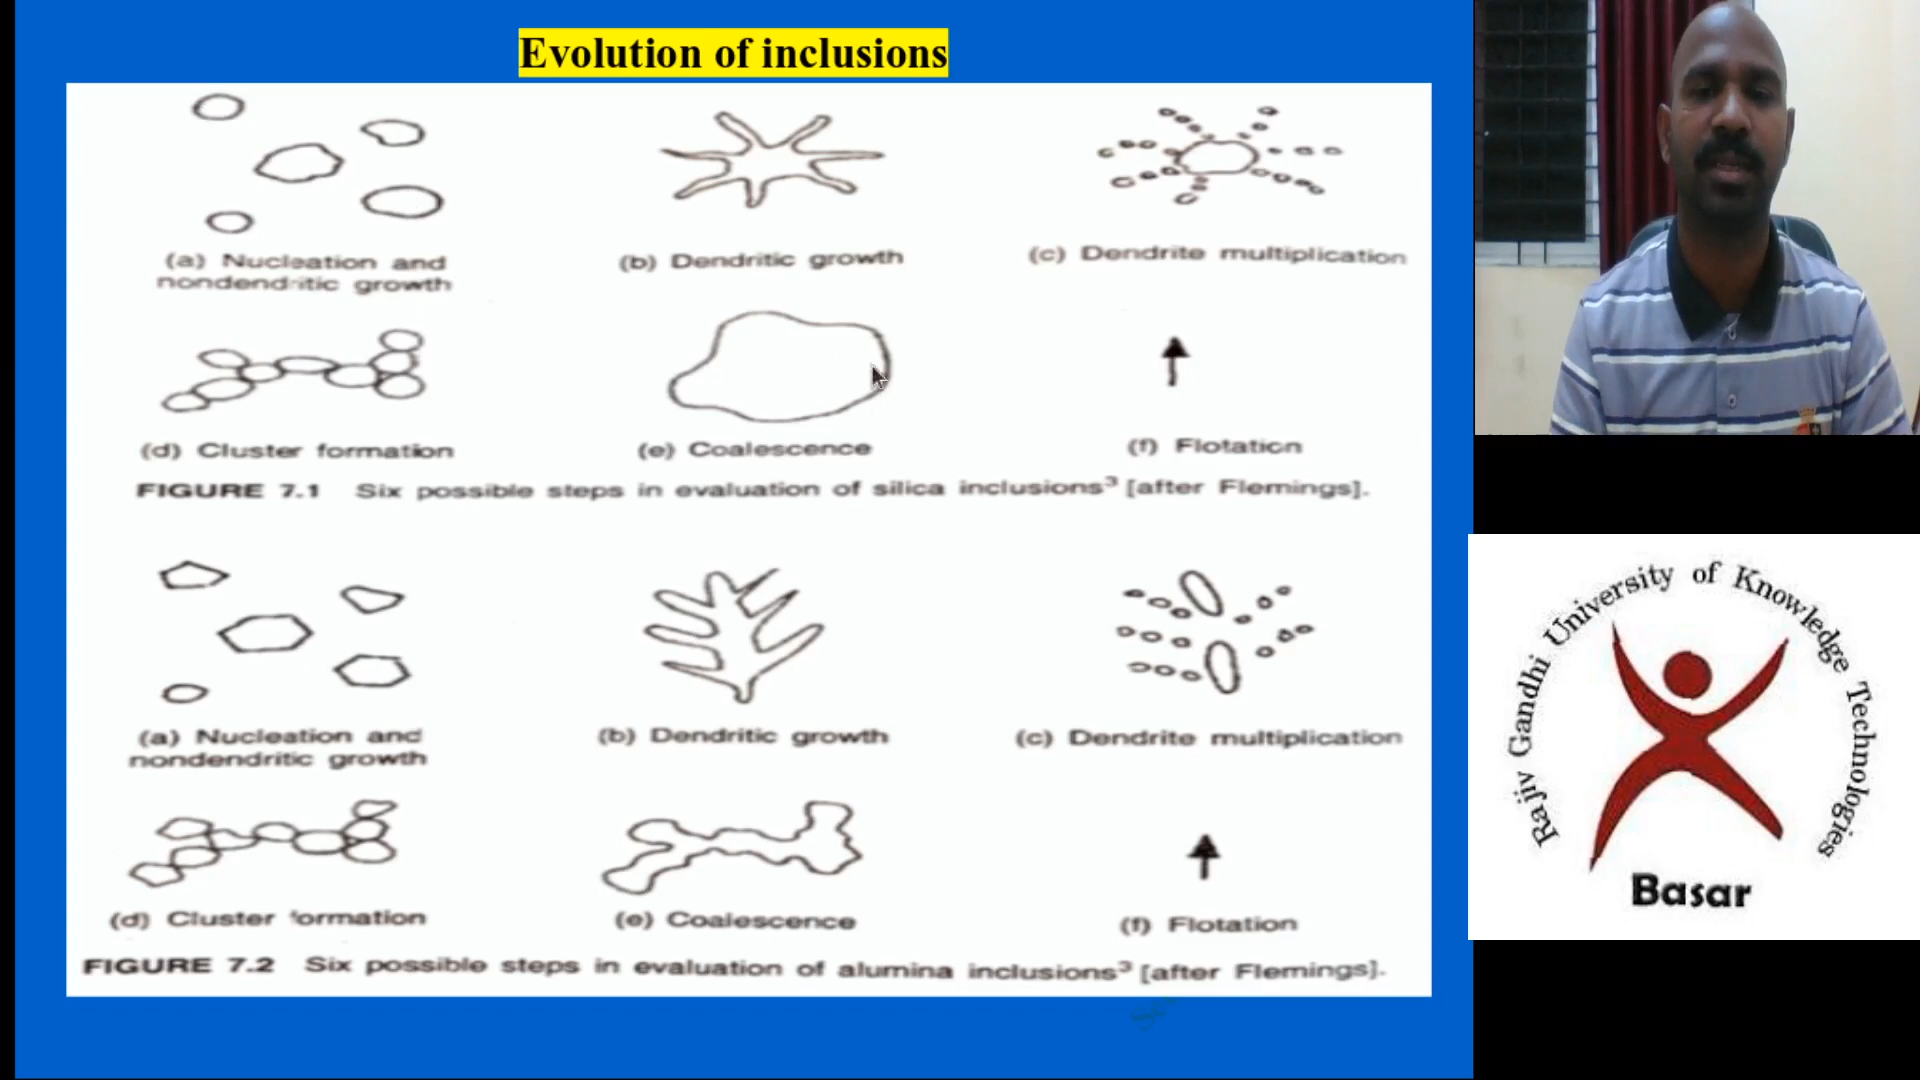 Evolution of inclusions
(a) Nucleation and
nondendritic growth
(b) Dendritic growth
(c) Dendrite multiplication
(d) Cluster formation
(e) Coalescence
(f) Flotation
FIGURE 7.1 Six possible steps in evaluation of silica inclusions³ [after Flemings].
(a) Nucleation and
nondendritic growth
(b) Dendritic growth
(c) Dendrite multiplication
(d) Cluster formation
(e) Coalescence
(f) Flotation
FIGURE 7.2 Six possible steps in evaluation of alumina inclusions³ [after Flemings].
Rajiv Gandhi University of Knowledge Technologies
Basar